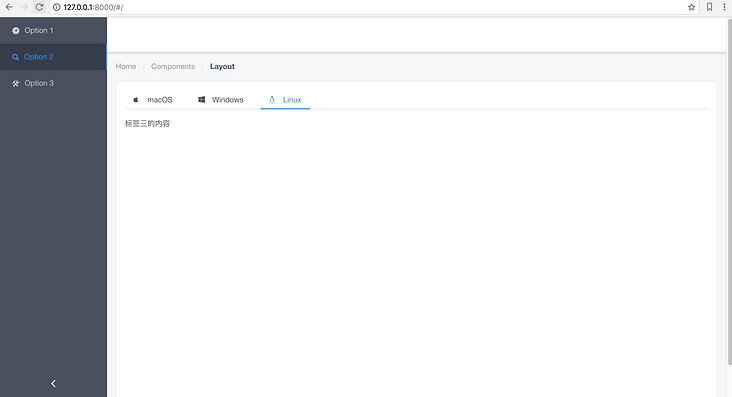 127.0.0.1:8000/#/
Option 1
Option 2
Option 3
Home / Components / Layout
macOS Windows Linux
标签三的内容